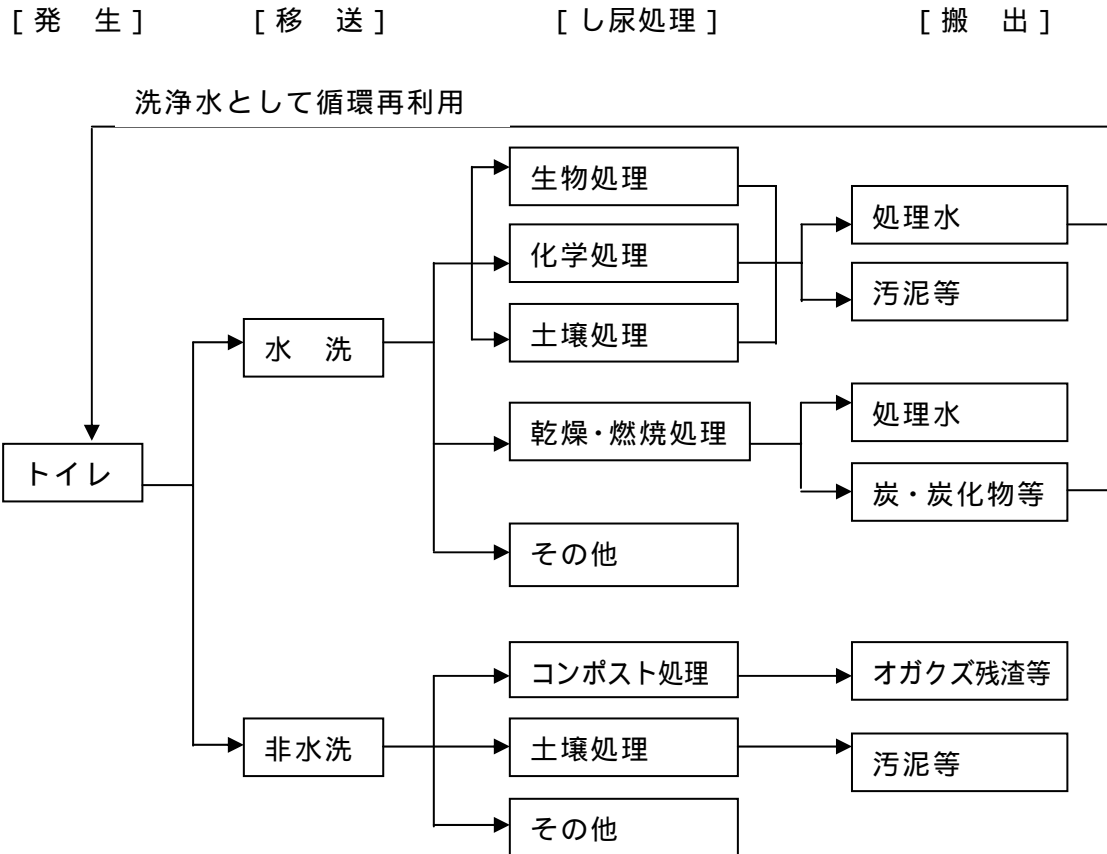 [発 生] [移 送] [し尿処理] [搬 出]
洗浄水として循環再利用
生物処理
処理水
化学処理
汚泥等
土壌処理
水 洗
処理水
乾燥・燃焼処理
トイレ
炭・炭化物等
その他
コンポスト処理
オガクズ残渣等
非水洗
土壌処理
汚泥等
その他